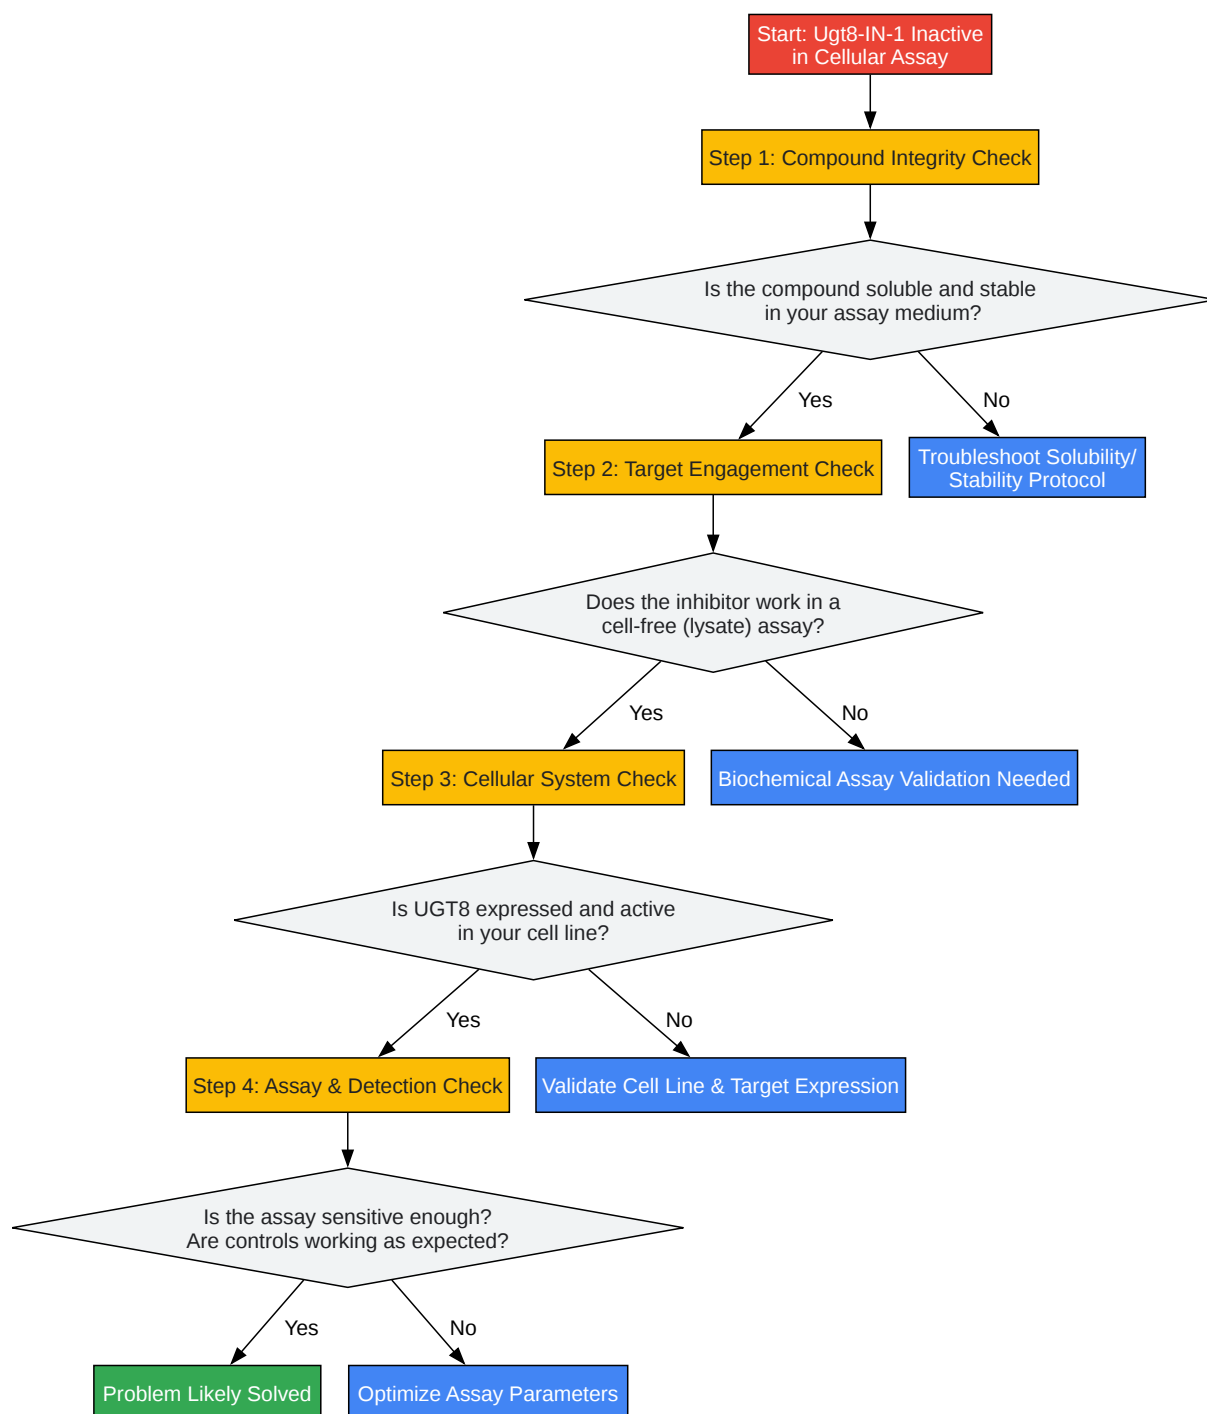 Start: Ugt8-IN-1 Inactive
in Cellular Assay
Step 1: Compound Integrity Check
Is the compound soluble and stable
in your assay medium?
Yes
No
Step 2: Target Engagement Check
Troubleshoot Solubility/
Stability Protocol
Does the inhibitor work in a
cell-free (lysate) assay?
Yes
No
Step 3: Cellular System Check
Biochemical Assay Validation Needed
Is UGT8 expressed and active
in your cell line?
Yes
No
Step 4: Assay & Detection Check
Validate Cell Line & Target Expression
Is the assay sensitive enough?
Are controls working as expected?
Yes
No
Problem Likely Solved
Optimize Assay Parameters